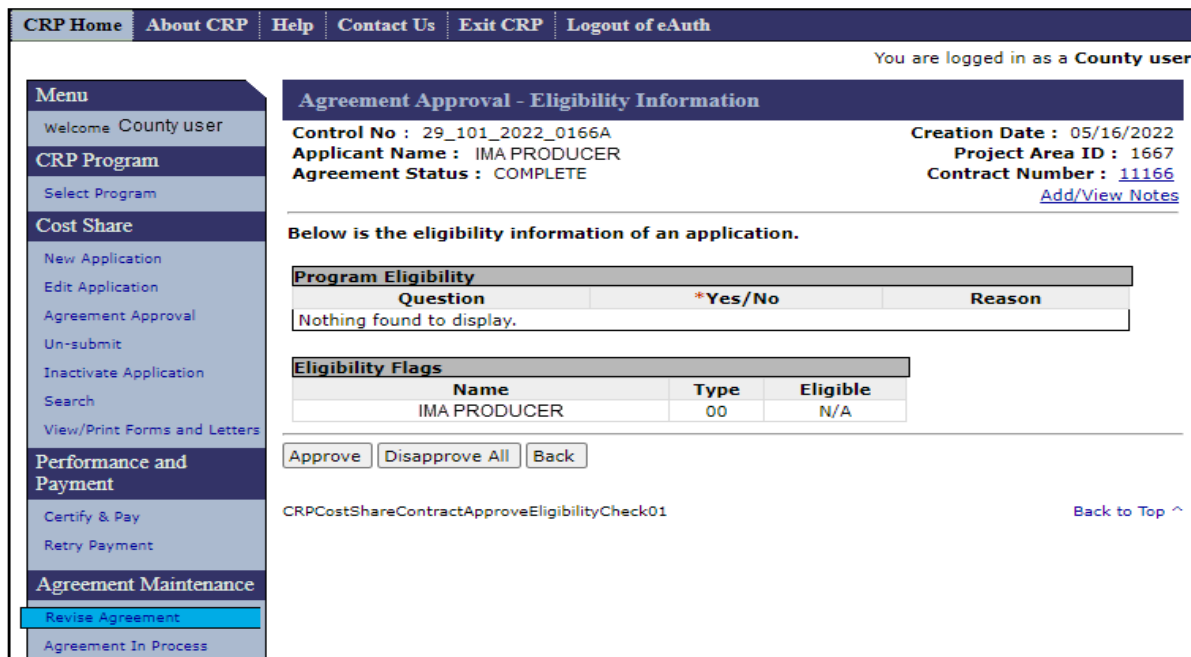 CRP Home About CRP Help Contact Us Exit CRP Logout of eAuth
You are logged in as a County user
Menu
Welcome County user
CRP Program
Select Program
Cost Share
New Application
Edit Application
Agreement Approval
Un-submit
Inactivate Application
Search
View/Print Forms and Letters
Performance and
Payment
Certify & Pay
Retry Payment
Agreement Maintenance
Revise Agreement
Agreement In Process
Agreement Approval - Eligibility Information
Control No : 29_101_2022_0166A Creation Date : 05/16/2022
Applicant Name : IMA PRODUCER Project Area ID : 1667
Agreement Status : COMPLETE Contract Number : 11166
Add/View Notes
Below is the eligibility information of an application.
Program Eligibility
Question *Yes/No Reason
Nothing found to display.
Eligibility Flags
Name Type Eligible
IMA PRODUCER 00 N/A
Approve Disapprove All Back
CRPCostShareContractApproveEligibilityCheck01 Back to Top ^